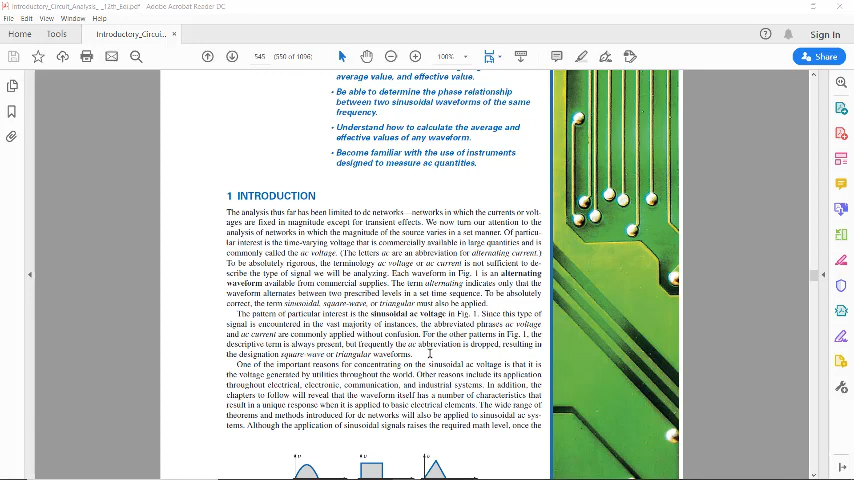 Introductory_Circuit_Analysis_ _12th_Edi.pdf - Adobe Acrobat Reader DC
File Edit View Window Help
Home Tools Introductory_Circui... × Sign In
545 (550 of 1096) 100% Share
average value, and effective value.
• Be able to determine the phase relationship
between two sinusoidal waveforms of the same
frequency.
• Understand how to calculate the average and
effective values of any waveform.
• Become familiar with the use of instruments
designed to measure ac quantities.
1 INTRODUCTION
The analysis thus far has been limited to dc networks—networks in which the currents or volt-
ages are fixed in magnitude except for transient effects. We now turn our attention to the
analysis of networks in which the magnitude of the source varies in a set manner. Of particu-
lar interest is the time-varying voltage that is commercially available in large quantities and is
commonly called the ac voltage. (The letters ac are an abbreviation for alternating current.)
To be absolutely rigorous, the terminology ac voltage or ac current is not sufficient to de-
scribe the type of signal we will be analyzing. Each waveform in Fig. 1 is an alternating
waveform available from commercial supplies. The term alternating indicates only that the
waveform alternates between two prescribed levels in a set time sequence. To be absolutely
correct, the term sinusoidal, square-wave, or triangular must also be applied.
The pattern of particular interest is the sinusoidal ac voltage in Fig. 1. Since this type of
signal is encountered in the vast majority of instances, the abbreviated phrases ac voltage
and ac current are commonly applied without confusion. For the other patterns in Fig. 1, the
descriptive term is always present, but frequently the ac abbreviation is dropped, resulting in
the designation square-wave or triangular waveforms.
One of the important reasons for concentrating on the sinusoidal ac voltage is that it is
the voltage generated by utilities throughout the world. Other reasons include its application
throughout electrical, electronic, communication, and industrial systems. In addition, the
chapters to follow will reveal that the waveform itself has a number of characteristics that
result in a unique response when it is applied to basic electrical elements. The wide range of
theorems and methods introduced for dc networks will also be applied to sinusoidal ac sys-
tems. Although the application of sinusoidal signals raises the required math level, once the